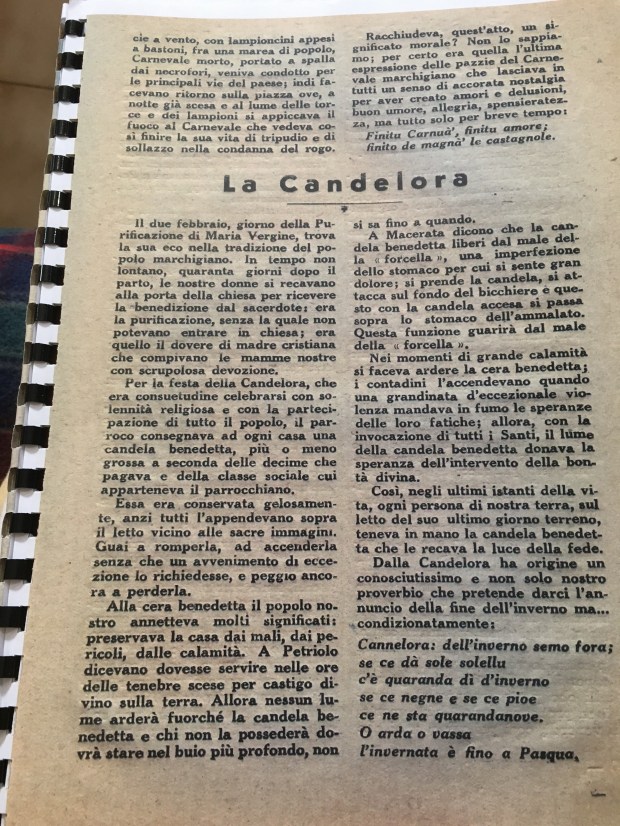 cie a vento, con lampioncini appesi
a bastoni, fra una marea di popolo,
Carnevale morto, portato a spalla
dai necrofori, veniva condotto per
le principali vie del paese; indi fa-
cevano ritorno sulla piazza ove, a
notte già scesa e al lume delle tor-
ce e dei lampioni si appiccava il
fuoco al Carnevale che vedeva co-
sì finire la sua vita di tripudio e di
sollazzo nella condanna del rogo.
Racchiudeva, quest'atto, un si-
gnificato morale? Non lo sappia-
mo; per certo era quella l'ultima
espressione delle pazzie del Carne-
vale marchigiano che lasciava in
tutti un senso di accorata nostalgia
per aver creato amori e delusioni,
buon umore, allegria, spensieratez-
za, ma tutto solo per breve tempo:
Finitu Carnuà', finitu amore;
finito de magnà' le castagnole.
La Candelora
Il due febbraio, giorno della Pu-
rificazione di Maria Vergine, trova
la sua eco nella tradizione del po-
polo marchigiano. In tempo non
lontano, quaranta giorni dopo il
parto, le nostre donne si recavano
alla porta della chiesa per ricevere
la benedizione dal sacerdote: era
la purificazione, senza la quale non
potevano entrare in chiesa; era
quello il dovere di madre cristiana
che compivano le mamme nostre
con scrupolosa devozione.
Per la festa della Candelora, che
era consuetudine celebrarsi con so-
lennità religiosa e con la parteci-
pazione di tutto il popolo, il par-
roco consegnava ad ogni casa una
candela benedetta, più o meno
grossa a seconda delle decime che
pagava e della classe sociale cui
apparteneva il parrocchiano.
Essa era conservata gelosamen-
te, anzi tutti l'appendevano sopra
il letto vicino alle sacre immagini.
Guai a romperla, ad accenderla
senza che un avvenimento di ecce-
zione lo richiedesse, e peggio anco-
ra a perderla.
Alla cera benedetta il popolo no-
stro annetteva molti significati:
preservava la casa dai mali, dai pe-
ricoli, dalle calamità. A Petriolo
dicevano dovesse servire nelle ore
delle tenebre scese per castigo di-
vino sulla terra. Allora nessun lu-
me arderà fuorché la candela be-
nedetta e chi non la possederà do-
vrà stare nel buio più profondo, non
si sa fino a quando.
A Macerata dicono che la can-
dela benedetta liberi dal male del-
la « forcella », una imperfezione
dello stomaco per cui si sente gran
dolore; si prende la candela, si at-
tacca sul fondo del bicchiere e que-
sto con la candela accesa si passa
sopra lo stomaco dell'ammalato.
Questa funzione guarirà dal male
della « forcella ».
Nei momenti di grande calamità
si faceva ardere la cera benedetta;
i contadini l'accendevano quando
una grandinata d'eccezionale vio-
lenza mandava in fumo le speranze
delle loro fatiche; allora, con la
invocazione di tutti i Santi, il lume
della candela benedetta donava la
speranza dell'intervento della bon-
tà divina.
Così, negli ultimi istanti della vi-
ta, ogni persona di nostra terra, sul
letto del suo ultimo giorno terreno,
teneva in mano la candela benedet-
ta che le recava la luce della fede.
Dalla Candelora ha origine un
conosciutissimo e non solo nostro
proverbio che pretende darci l'an-
nuncio della fine dell'inverno ma...
condizionatamente;
Cannelora: dell'inverno semo fora;
se ce dà sole solellu
c'è quaranda dì d'inverno
se ce negne e se ce pioe
ce ne sta quarandanove.
O arda o vassa
l'invernata è fino a Pasqua,